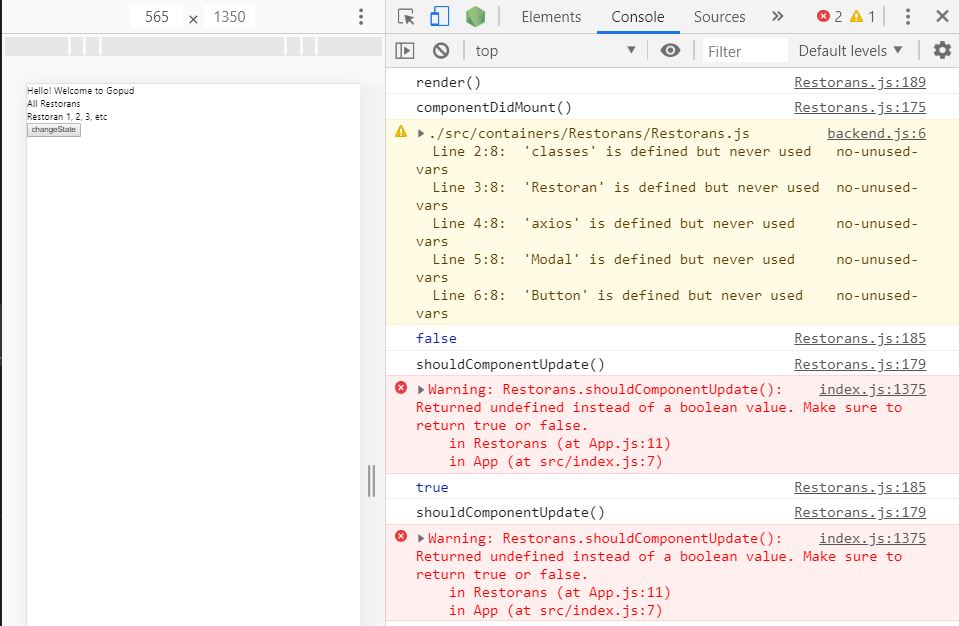 565 × 1350
Elements Console Sources » 2 1
top Filter Default levels
Hello! Welcome to Gopud
All Restorans
Restoran 1, 2, 3, etc
changeState
render() Restorans.js:189
componentDidMount() Restorans.js:175
./src/containers/Restorans/Restorans.js backend.js:6
Line 2:8: 'classes' is defined but never used no-unused-
vars
Line 3:8: 'Restoran' is defined but never used no-unused-
vars
Line 4:8: 'axios' is defined but never used no-unused-
vars
Line 5:8: 'Modal' is defined but never used no-unused-
vars
Line 6:8: 'Button' is defined but never used no-unused-
vars
false Restorans.js:185
shouldComponentUpdate() Restorans.js:179
Warning: Restorans.shouldComponentUpdate(): index.js:1375
Returned undefined instead of a boolean value. Make sure to
return true or false.
in Restorans (at App.js:11)
in App (at src/index.js:7)
true Restorans.js:185
shouldComponentUpdate() Restorans.js:179
Warning: Restorans.shouldComponentUpdate(): index.js:1375
Returned undefined instead of a boolean value. Make sure to
return true or false.
in Restorans (at App.js:11)
in App (at src/index.js:7)